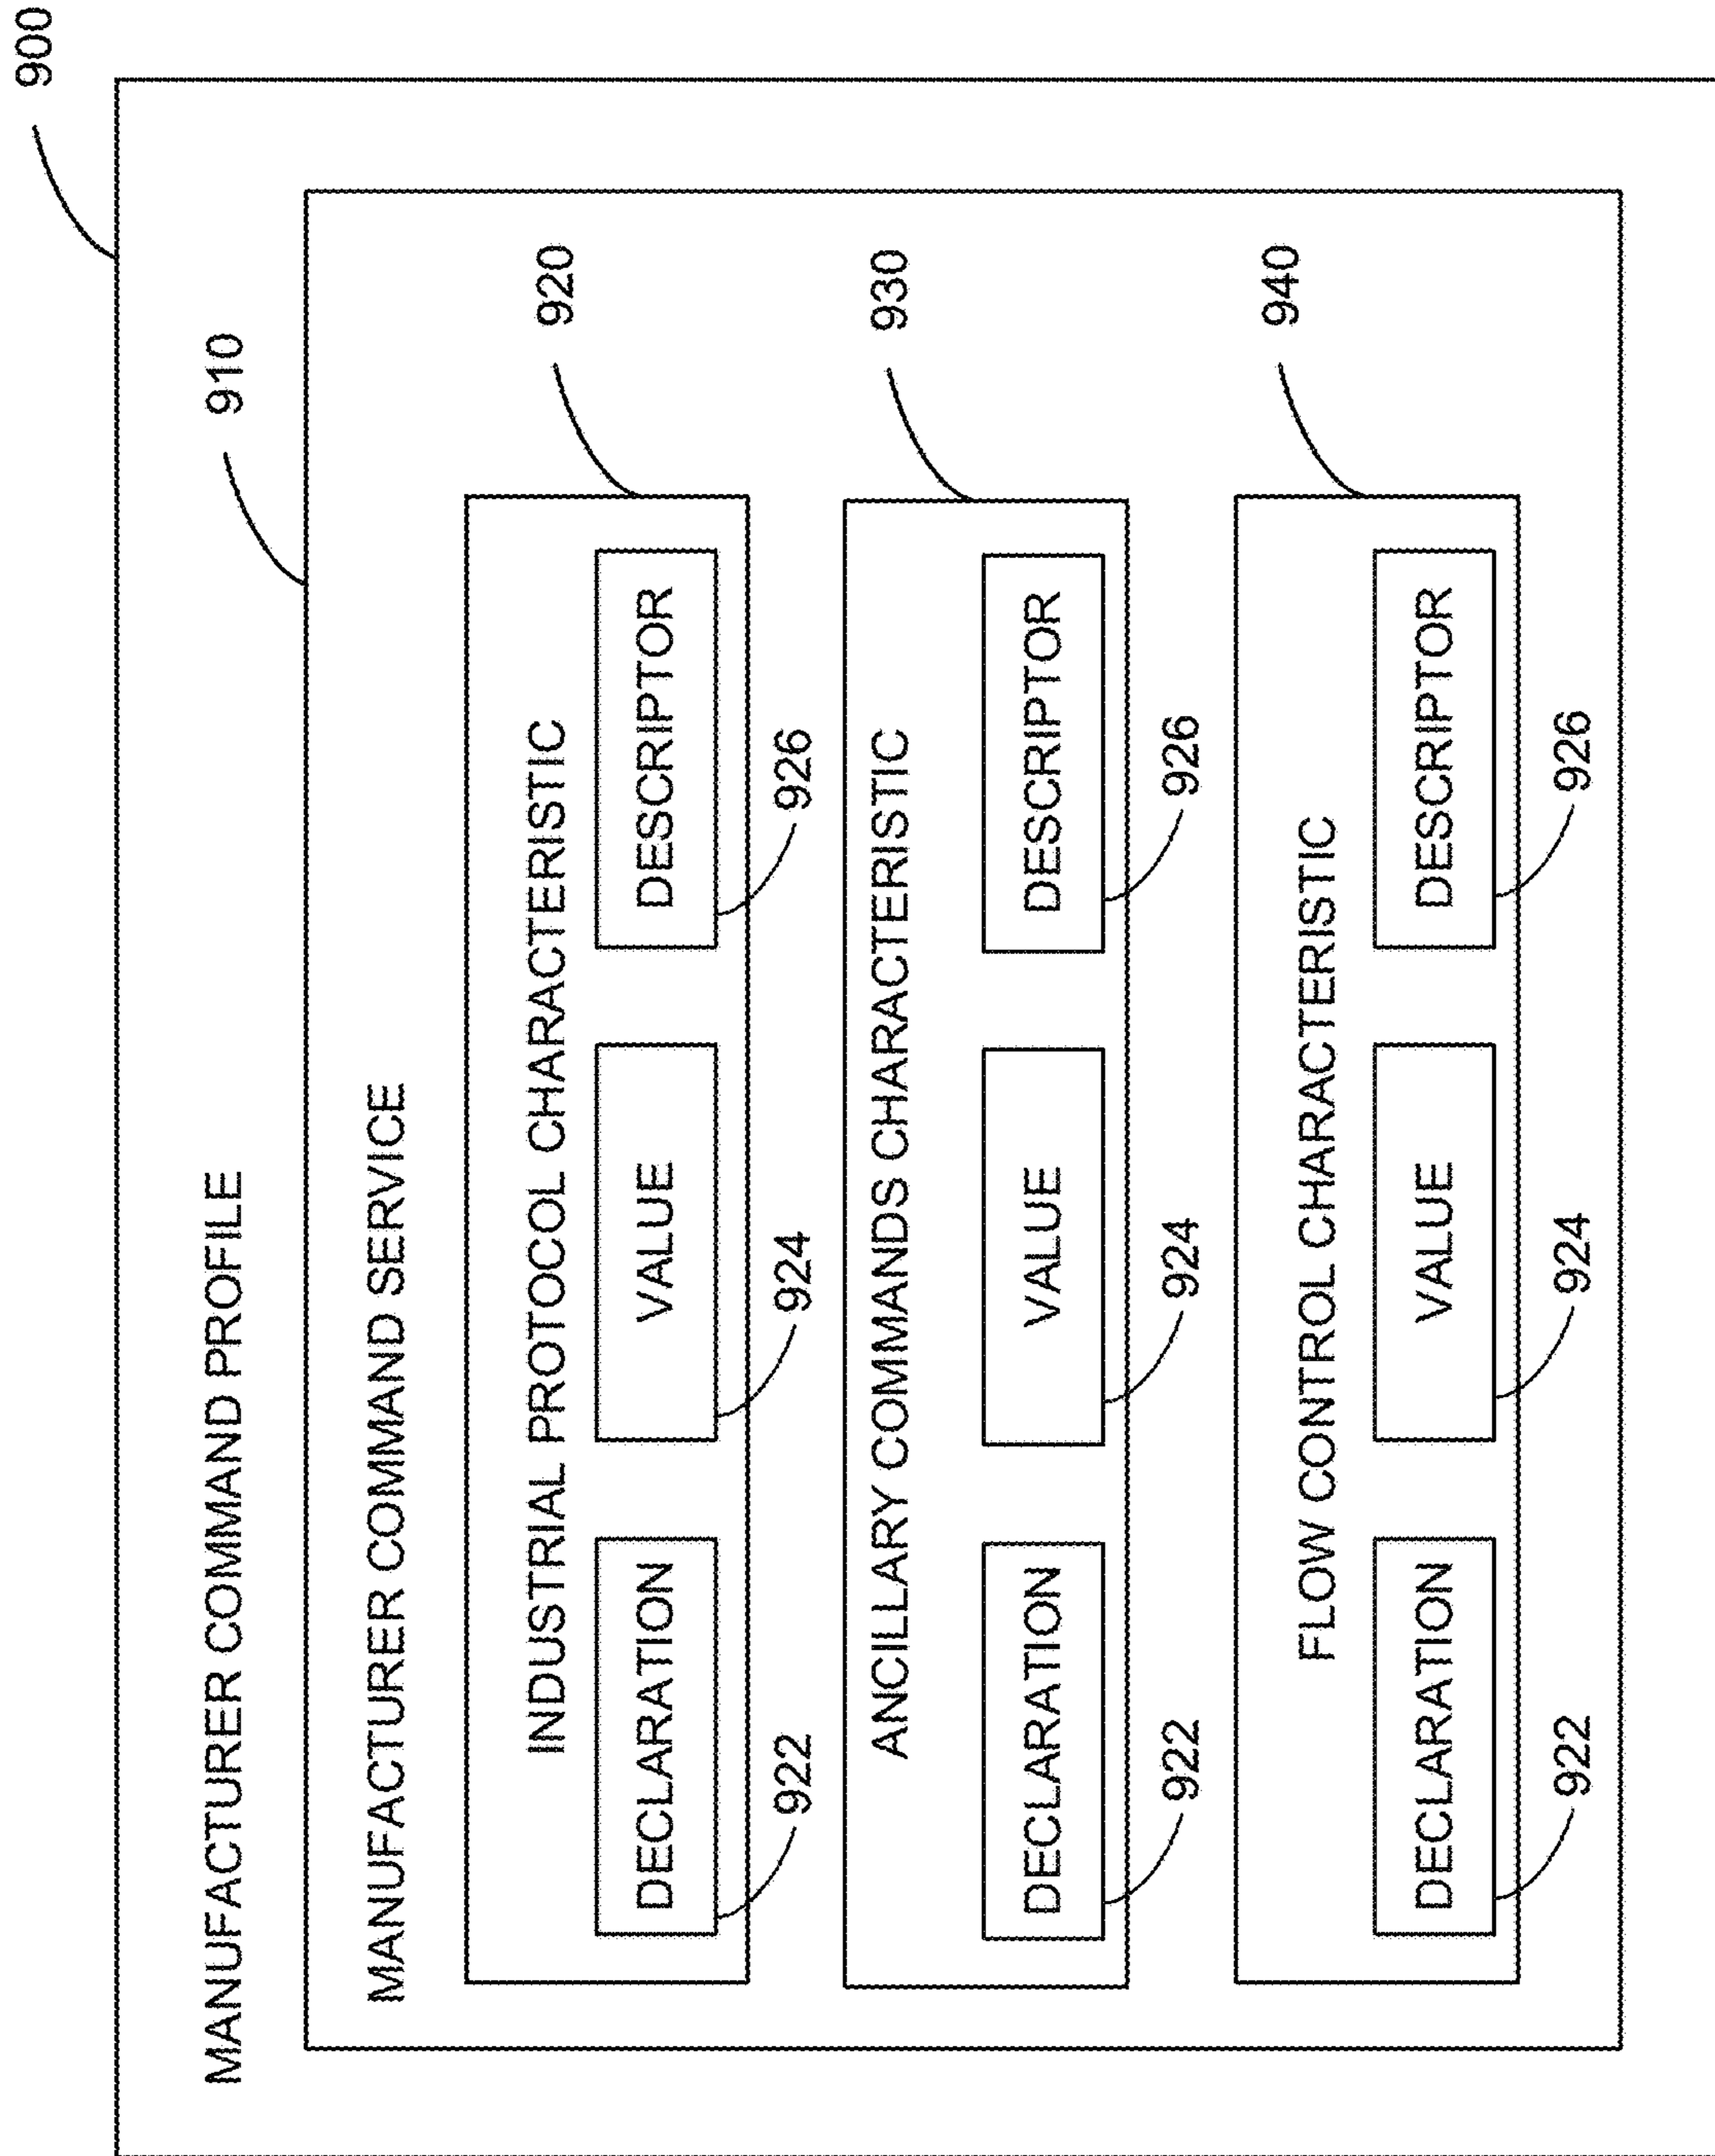 900
MANUFACTURER COMMAND PROFILE
910
MANUFACTURER COMMAND SERVICE
920
INDUSTRIAL PROTOCOL CHARACTERISTIC
DECLARATION VALUE DESCRIPTOR
922 924 926
930
ANCILLARY COMMANDS CHARACTERISTIC
DECLARATION VALUE DESCRIPTOR
922 924 926
940
FLOW CONTROL CHARACTERISTIC
DECLARATION VALUE DESCRIPTOR
922 924 926